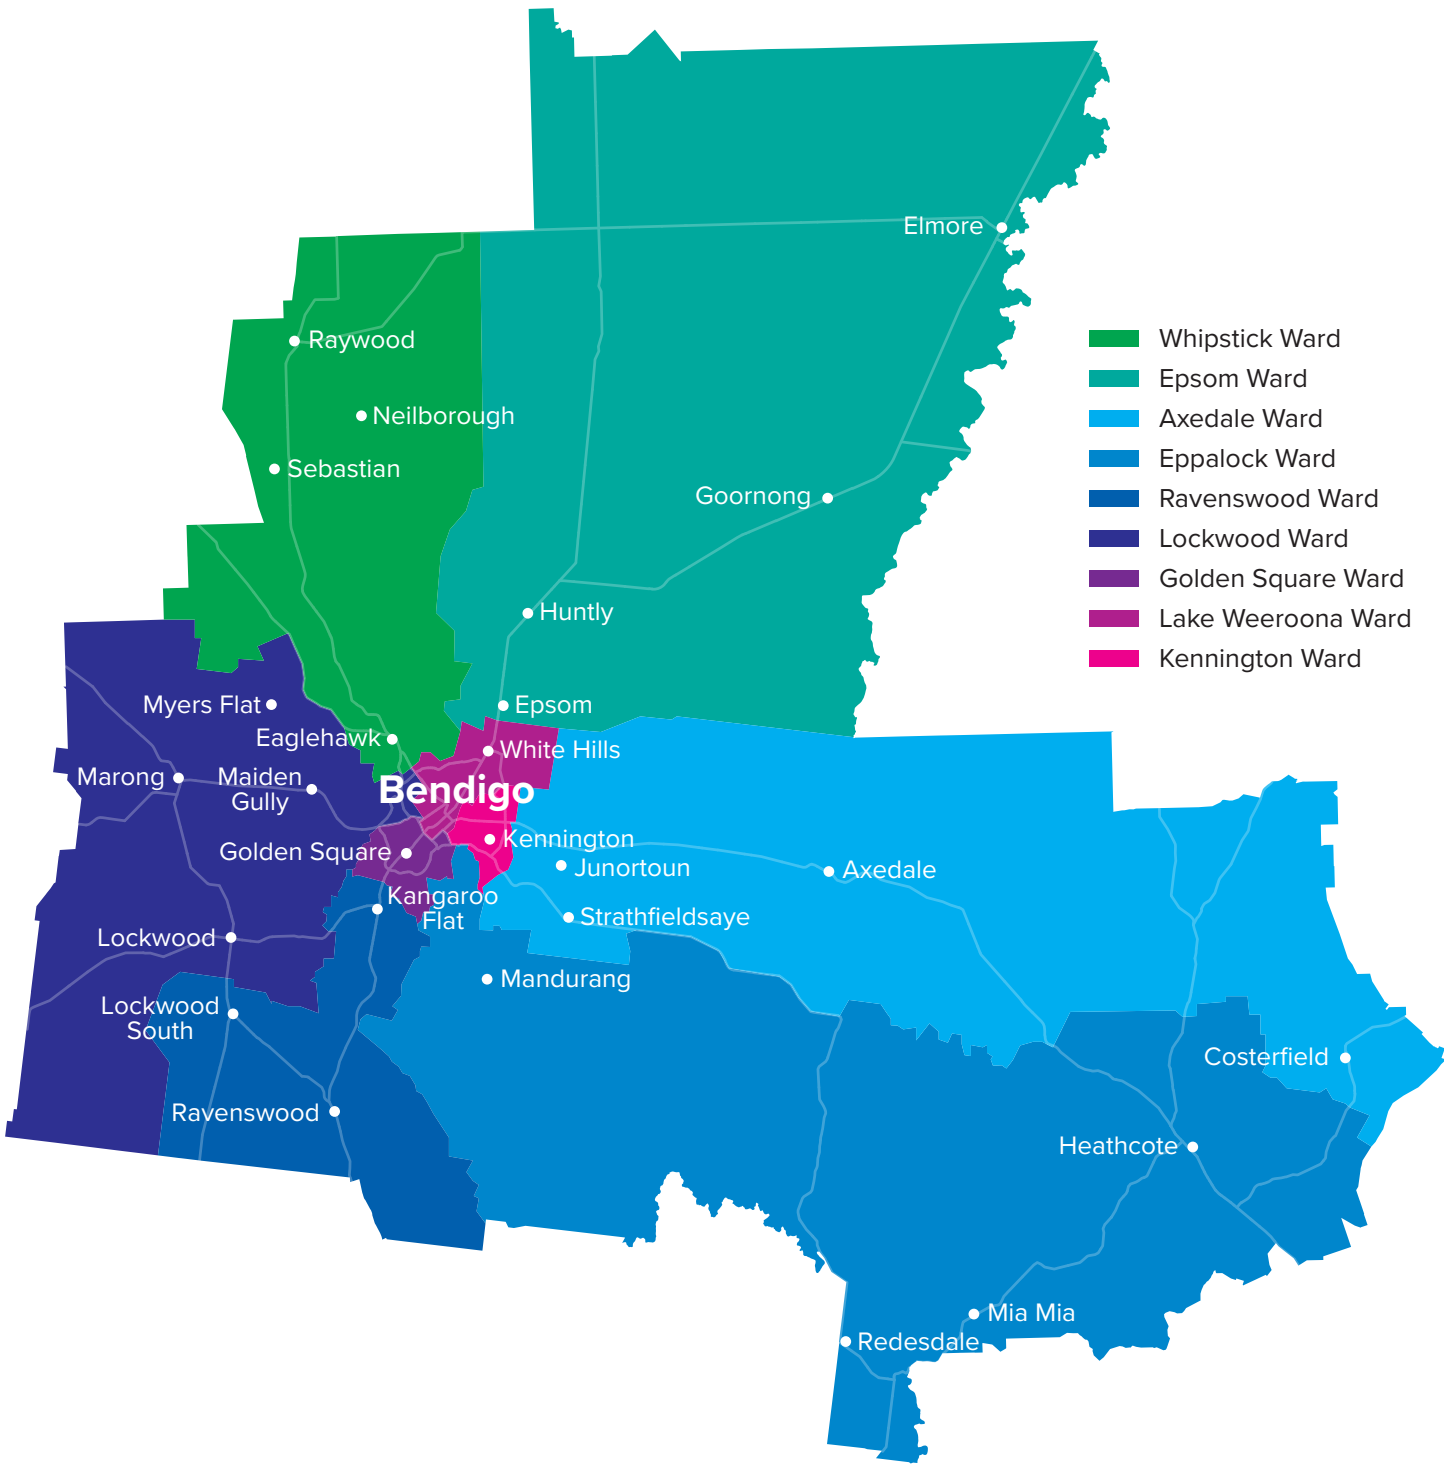 Elmore
Raywood
Neilborough
Sebastian
Goornong
Huntly
Myers Flat
Epsom
Eaglehawk
White Hills
Marong
Maiden
Gully
Bendigo
Kennington
Golden Square
Junortoun
Axedale
Kangaroo
Flat
Strathfieldsaye
Lockwood
Mandurang
Lockwood
South
Costerfield
Ravenswood
Heathcote
Mia Mia
Redesdale
Whipstick Ward
Epsom Ward
Axedale Ward
Eppalock Ward
Ravenswood Ward
Lockwood Ward
Golden Square Ward
Lake Weeroona Ward
Kennington Ward